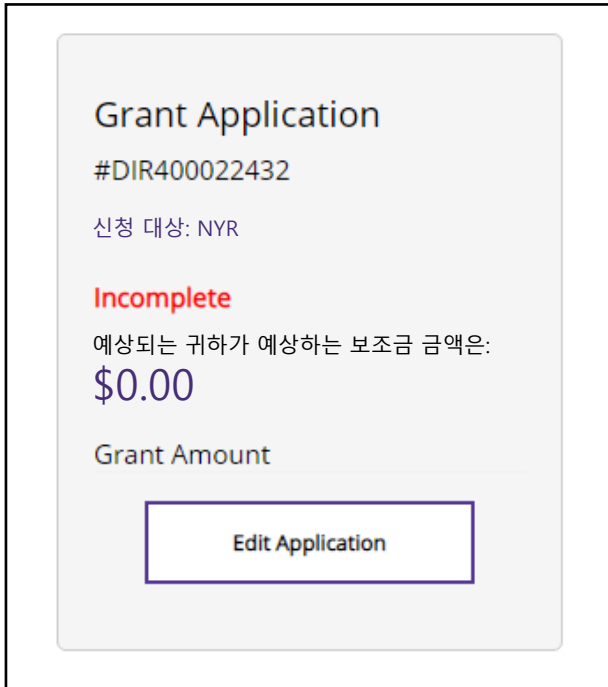 Grant Application
#DIR400022432
신청 대상: NYR
Incomplete
예상되는 귀하가 예상하는 보조금 금액은:
$0.00
Grant Amount
Edit Application